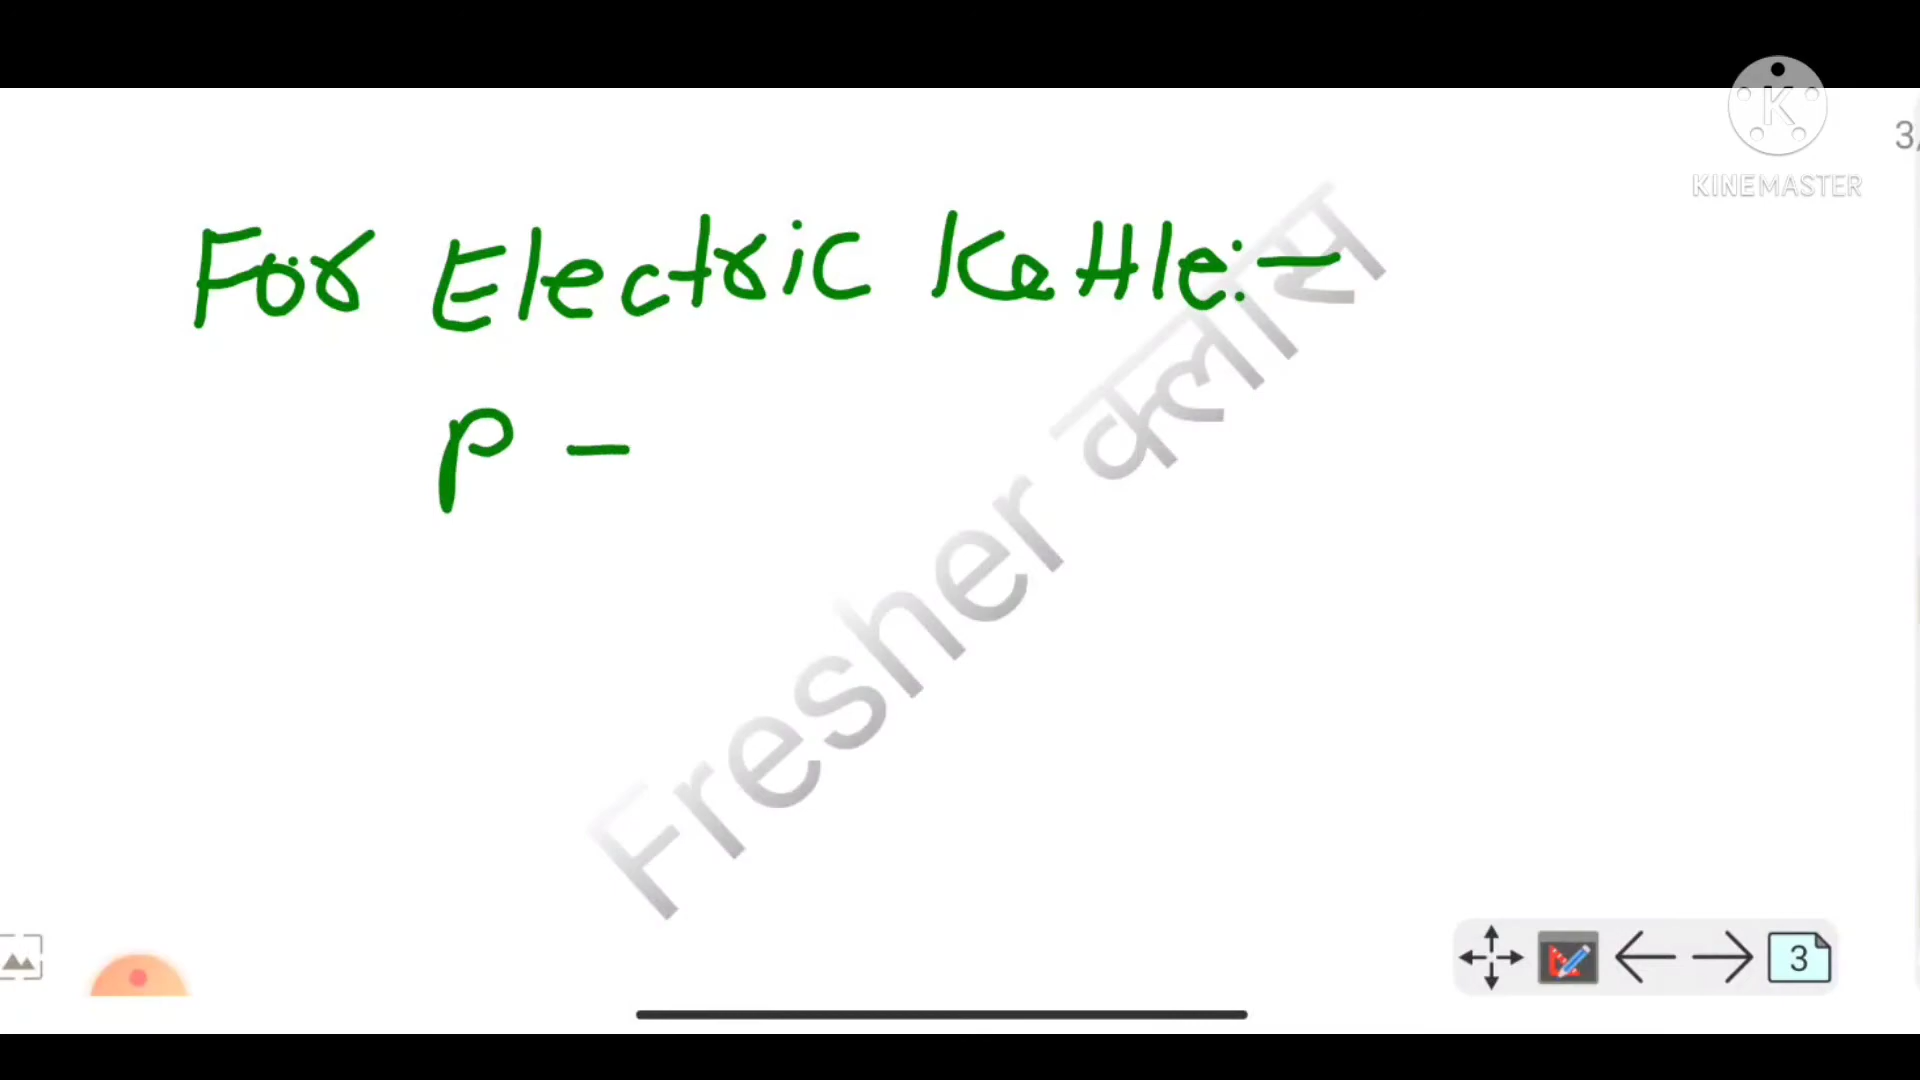 KINEMASTER
3
For Electric Kettle:-
P -
Fresher क्लास
3